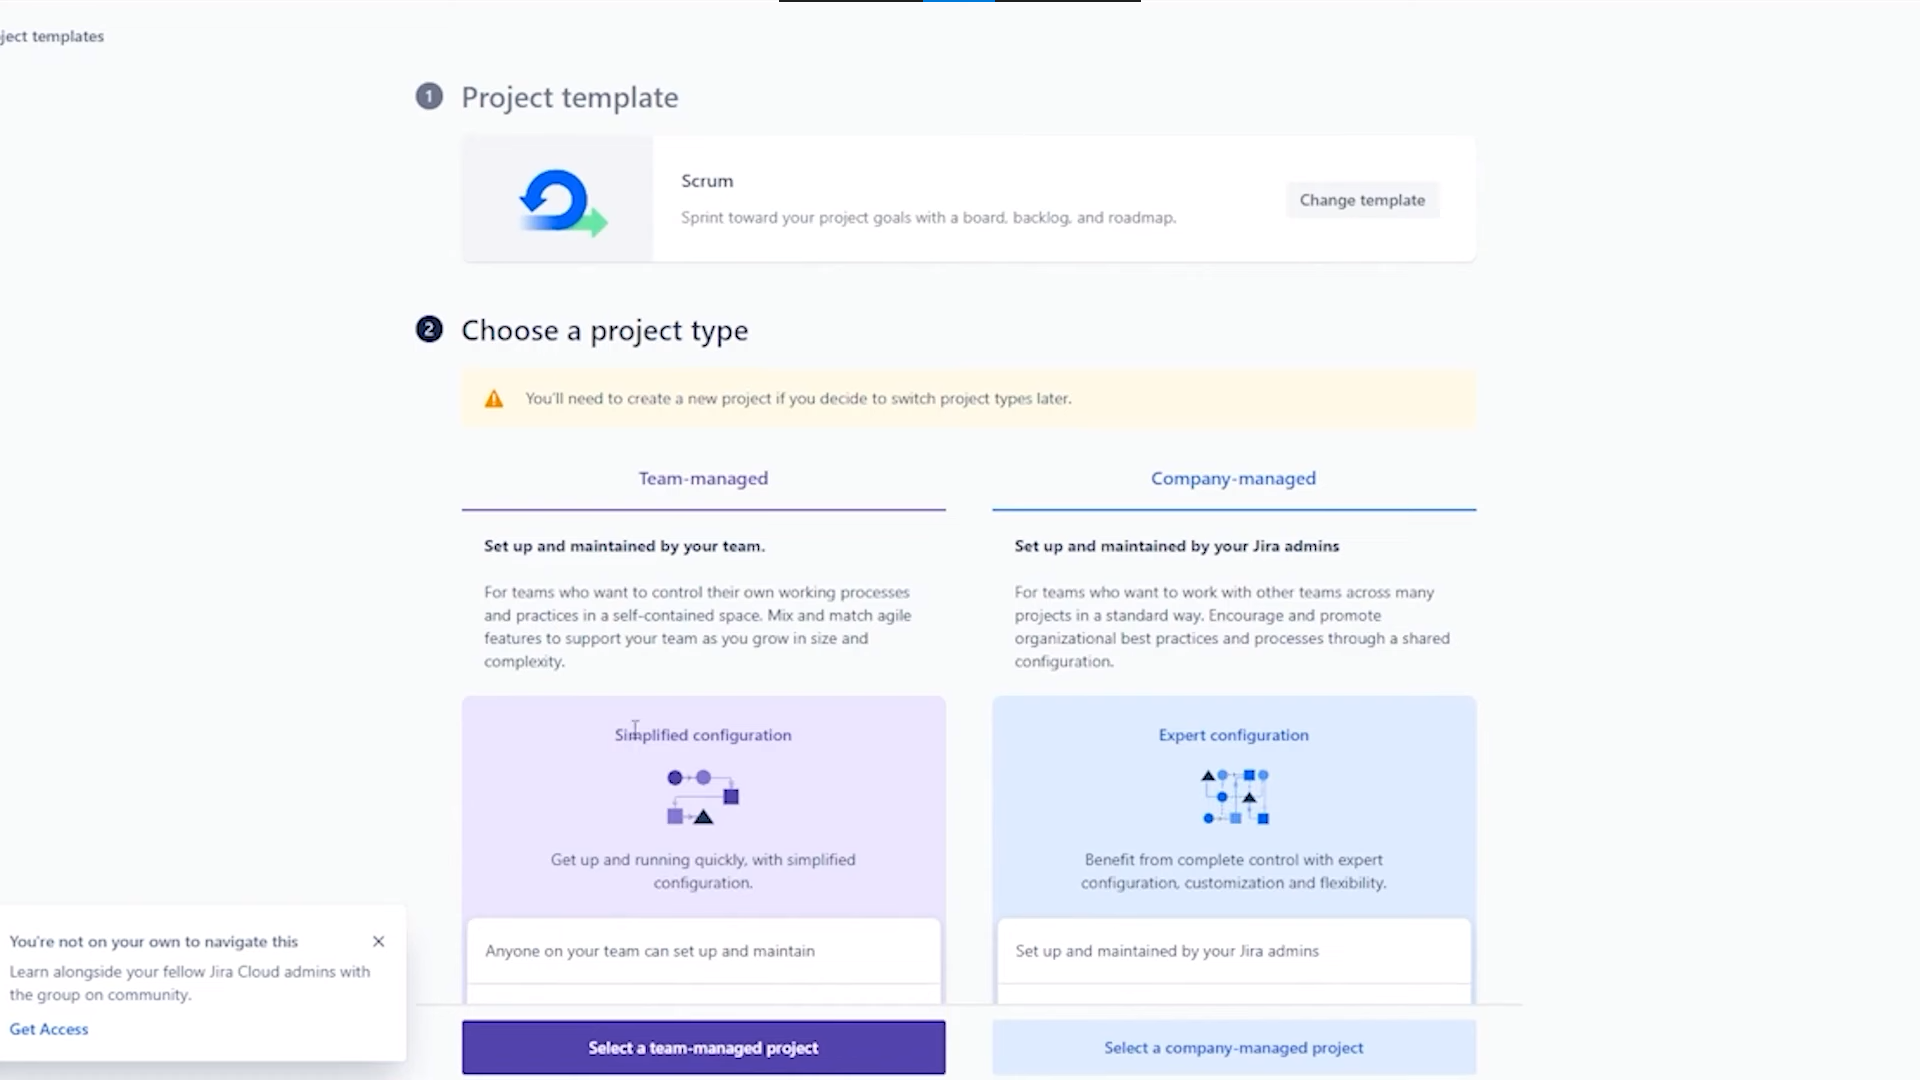 ject templates
1 Project template
Scrum
Sprint toward your project goals with a board, backlog, and roadmap.
Change template
2 Choose a project type
You'll need to create a new project if you decide to switch project types later.
Team-managed
Set up and maintained by your team.
For teams who want to control their own working processes
and practices in a self-contained space. Mix and match agile
features to support your team as you grow in size and
complexity.
Simplified configuration
Get up and running quickly, with simplified
configuration.
Anyone on your team can set up and maintain
Select a team-managed project
Company-managed
Set up and maintained by your Jira admins
For teams who want to work with other teams across many
projects in a standard way. Encourage and promote
organizational best practices and processes through a shared
configuration.
Expert configuration
Benefit from complete control with expert
configuration, customization and flexibility.
Set up and maintained by your Jira admins
Select a company-managed project
You're not on your own to navigate this
Learn alongside your fellow Jira Cloud admins with
the group on community.
Get Access